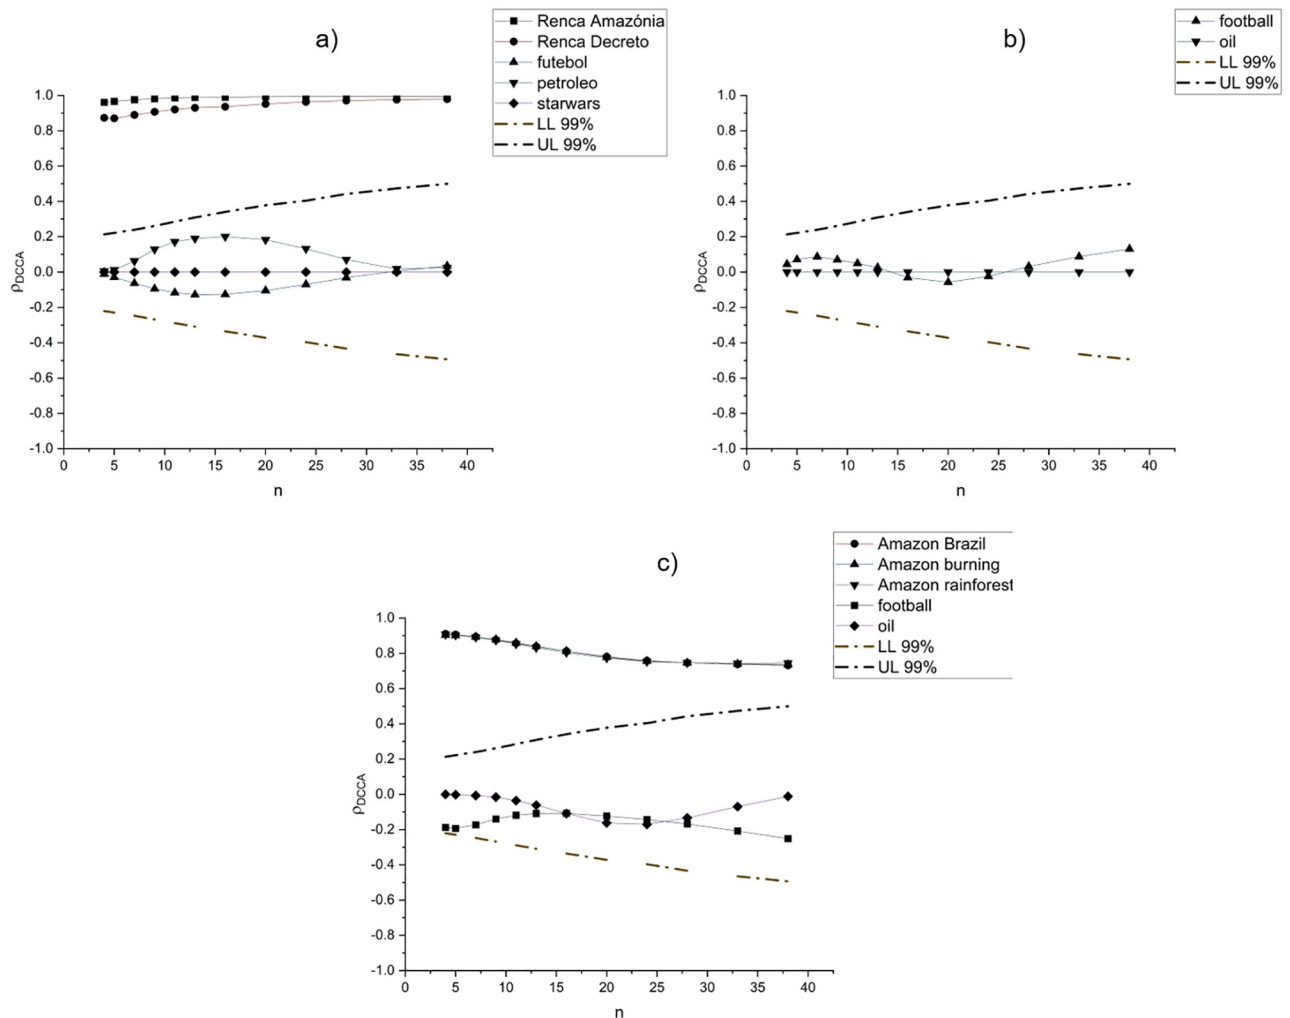 a)
Renca Amazónia
Renca Decreto
futebol
petroleo
starwars
LL 99%
UL 99%
1.0
0.8
0.6
0.4
0.2
0.0
-0.2
-0.4
-0.6
-0.8
-1.0
ρDCCA
0 5 10 15 20 25 30 35 40
n
b)
football
oil
LL 99%
UL 99%
1.0
0.8
0.6
0.4
0.2
0.0
-0.2
-0.4
-0.6
-0.8
-1.0
ρDCCA
0 5 10 15 20 25 30 35 40
n
c)
Amazon Brazil
Amazon burning
Amazon rainforest
football
oil
LL 99%
UL 99%
1.0
0.8
0.6
0.4
0.2
0.0
-0.2
-0.4
-0.6
-0.8
-1.0
ρDCCA
0 5 10 15 20 25 30 35 40
n